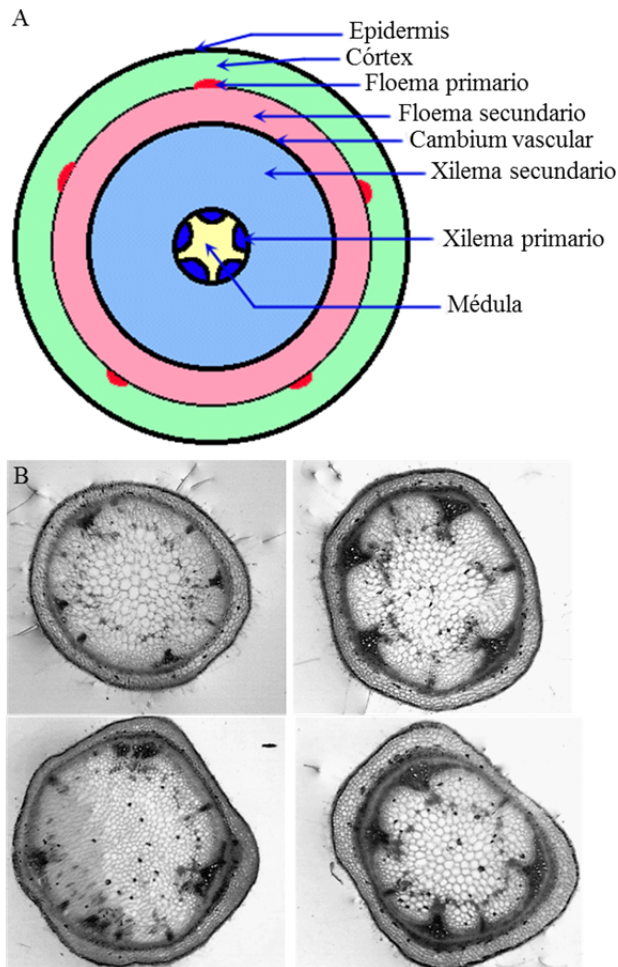 A
Epidermis
Córtex
Floema primario
Floema secundario
Cambium vascular
Xilema secundario
Xilema primario
Médula
B